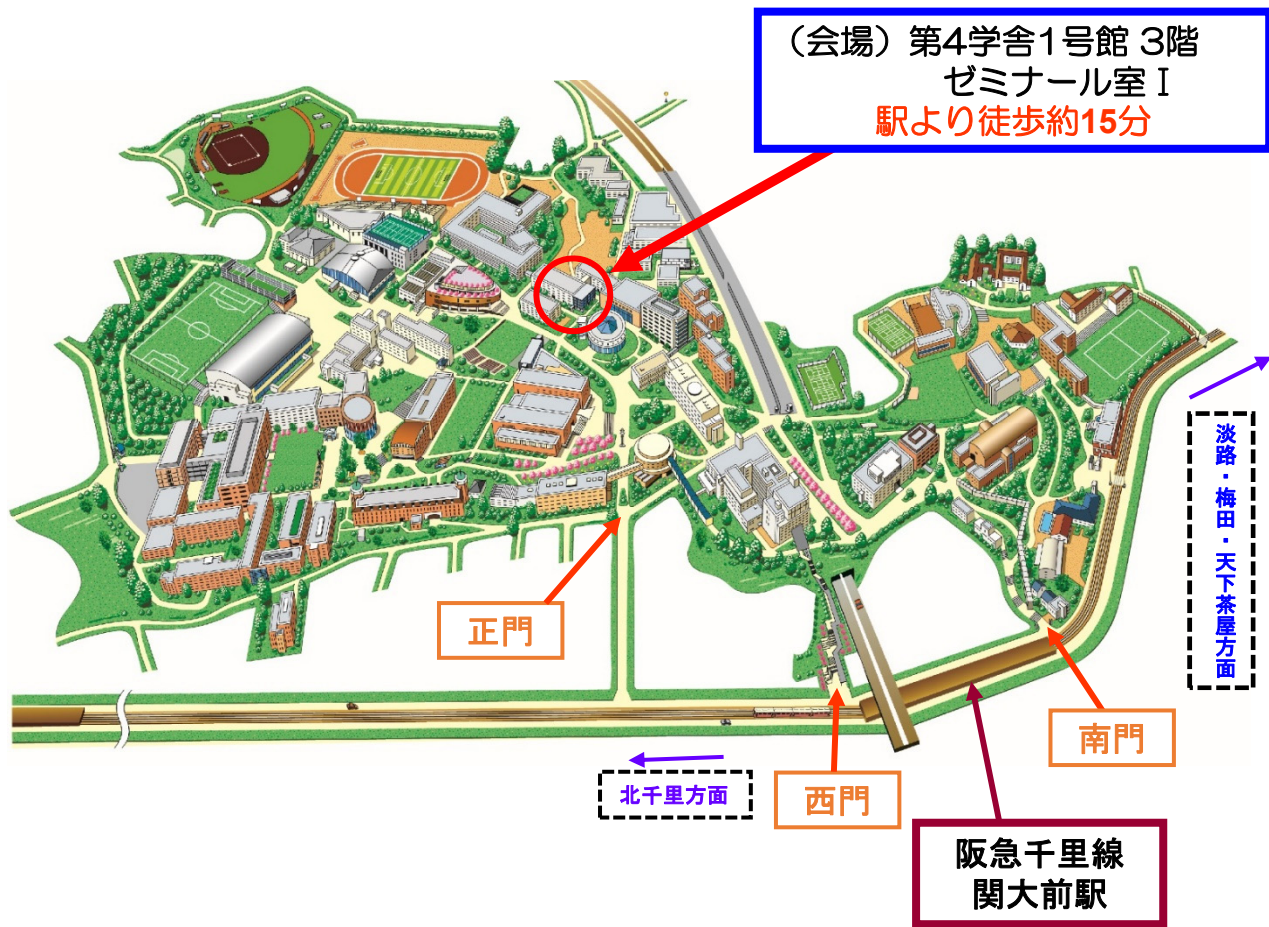 （会場）第4学舎1号館 3階
ゼミナール室Ⅰ
駅より徒歩約15分
淡路・梅田・天下茶屋方面
正門
南門
北千里方面
西門
阪急千里線
関大前駅